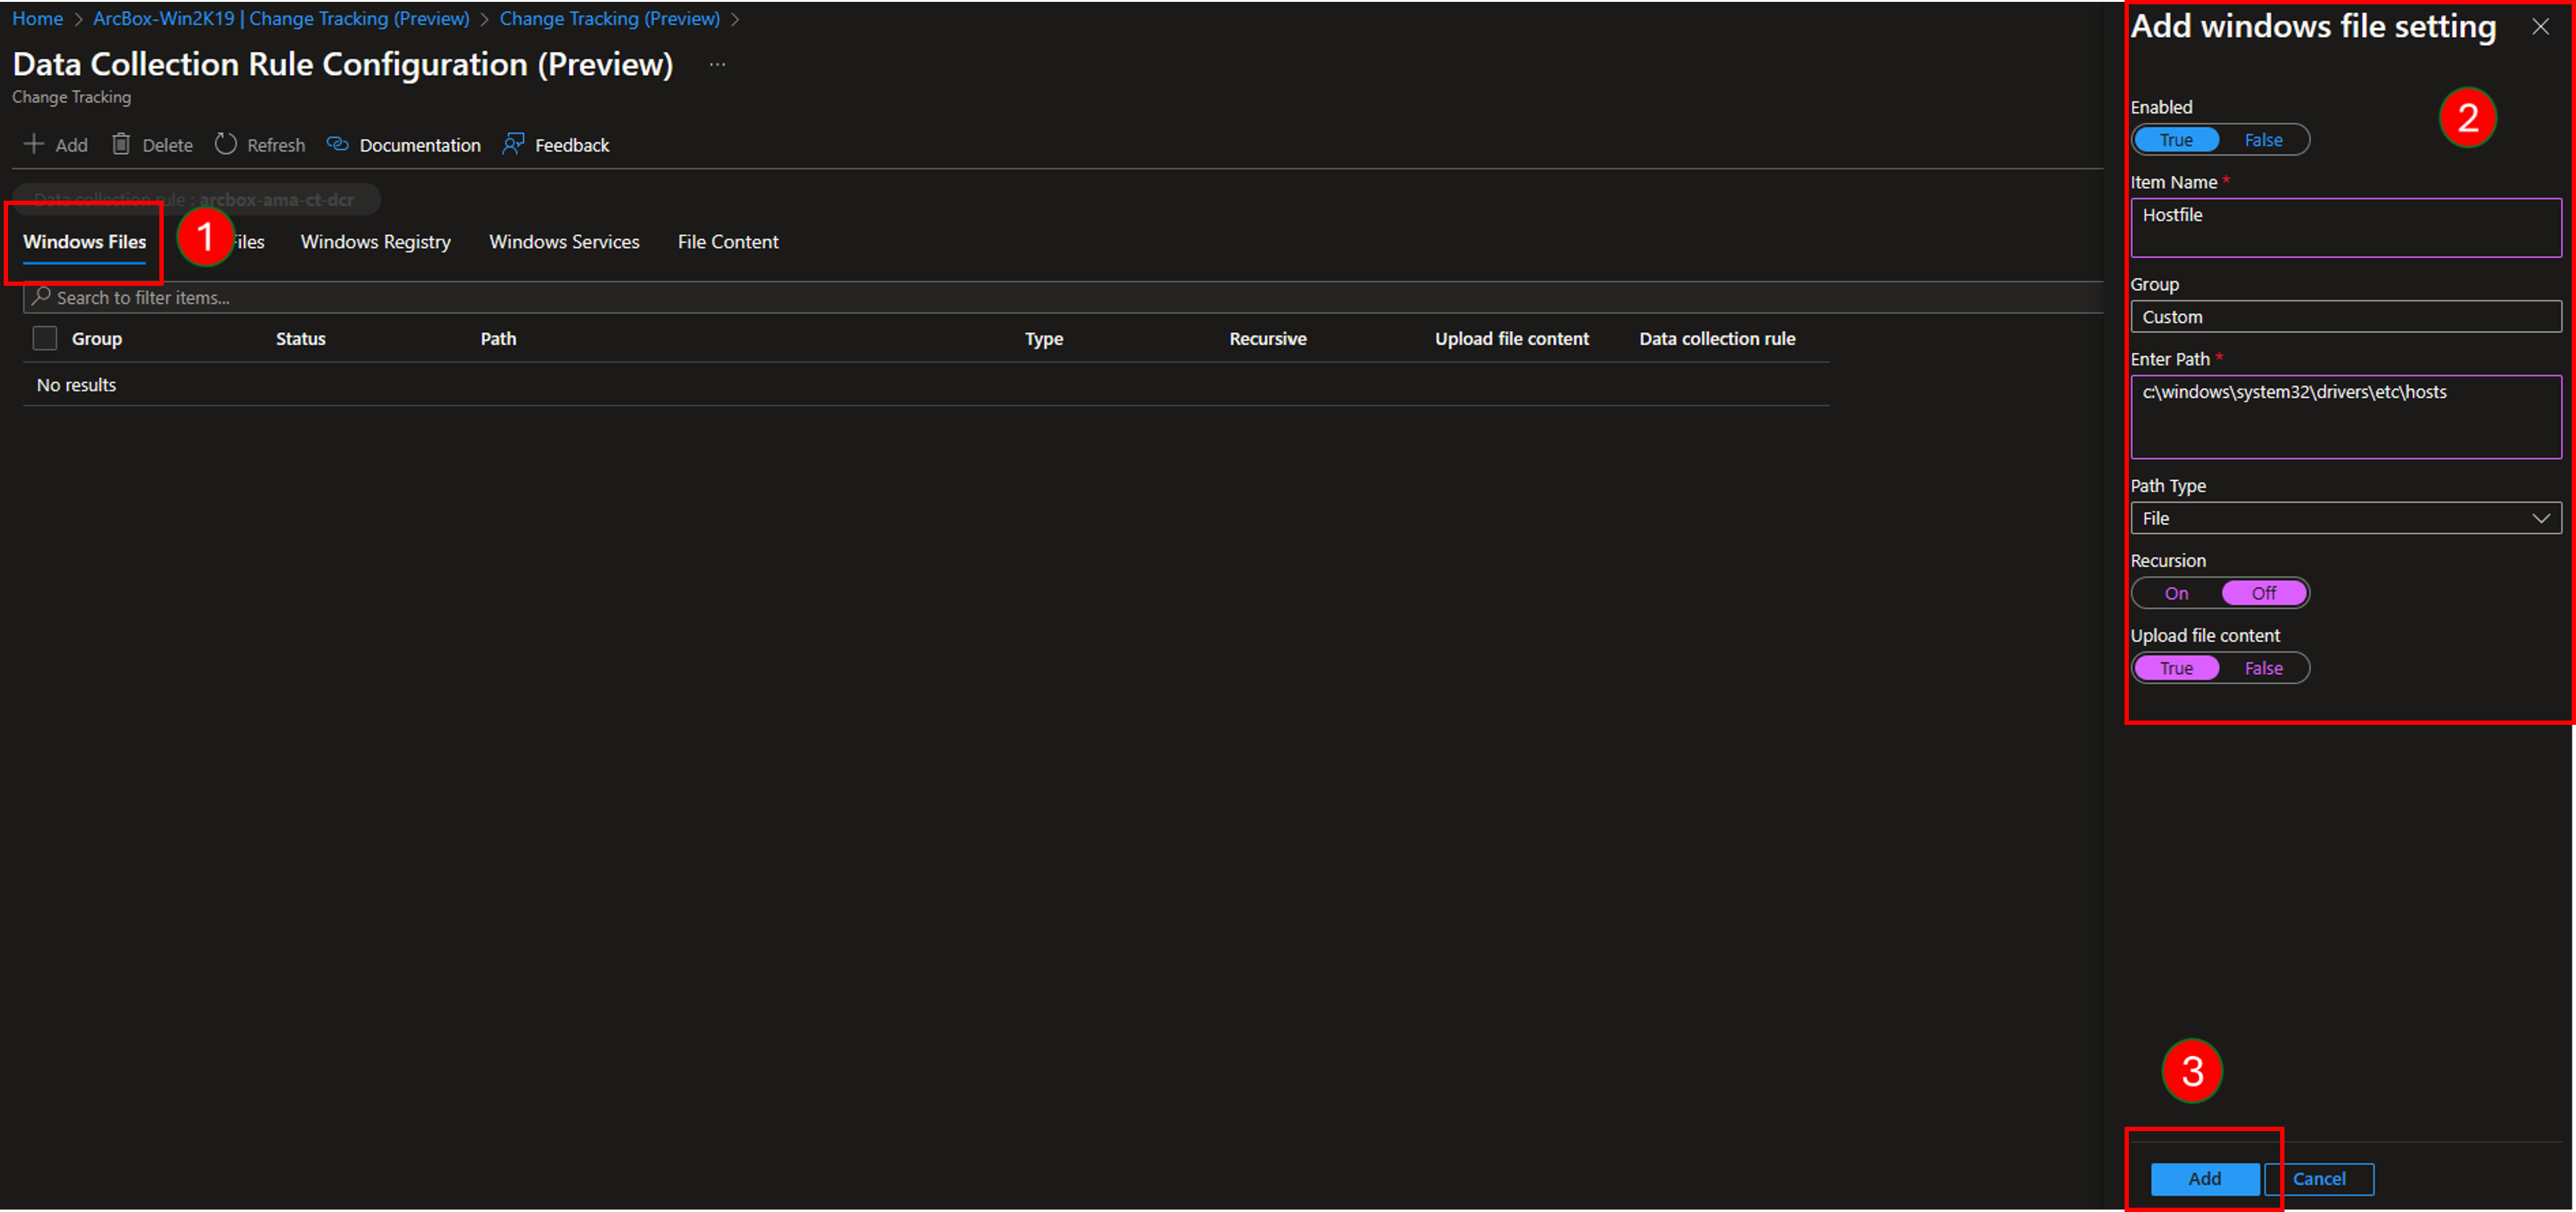 Home > ArcBox-Win2K19 | Change Tracking (Preview) > Change Tracking (Preview) >
Data Collection Rule Configuration (Preview) ...
Change Tracking
Add Delete Refresh Documentation Feedback
Data collection rule : arcbox-ama-ct-dcr
Windows Files 1 iles Windows Registry Windows Services File Content
Search to filter items...
Group Status Path Type Recursive Upload file content Data collection rule
No results
Add windows file setting
2
Enabled
True False
Item Name *
Hostfile
Group
Custom
Enter Path *
c:\windows\system32\drivers\etc\hosts
Path Type
File
Recursion
On Off
Upload file content
True False
3
Add Cancel